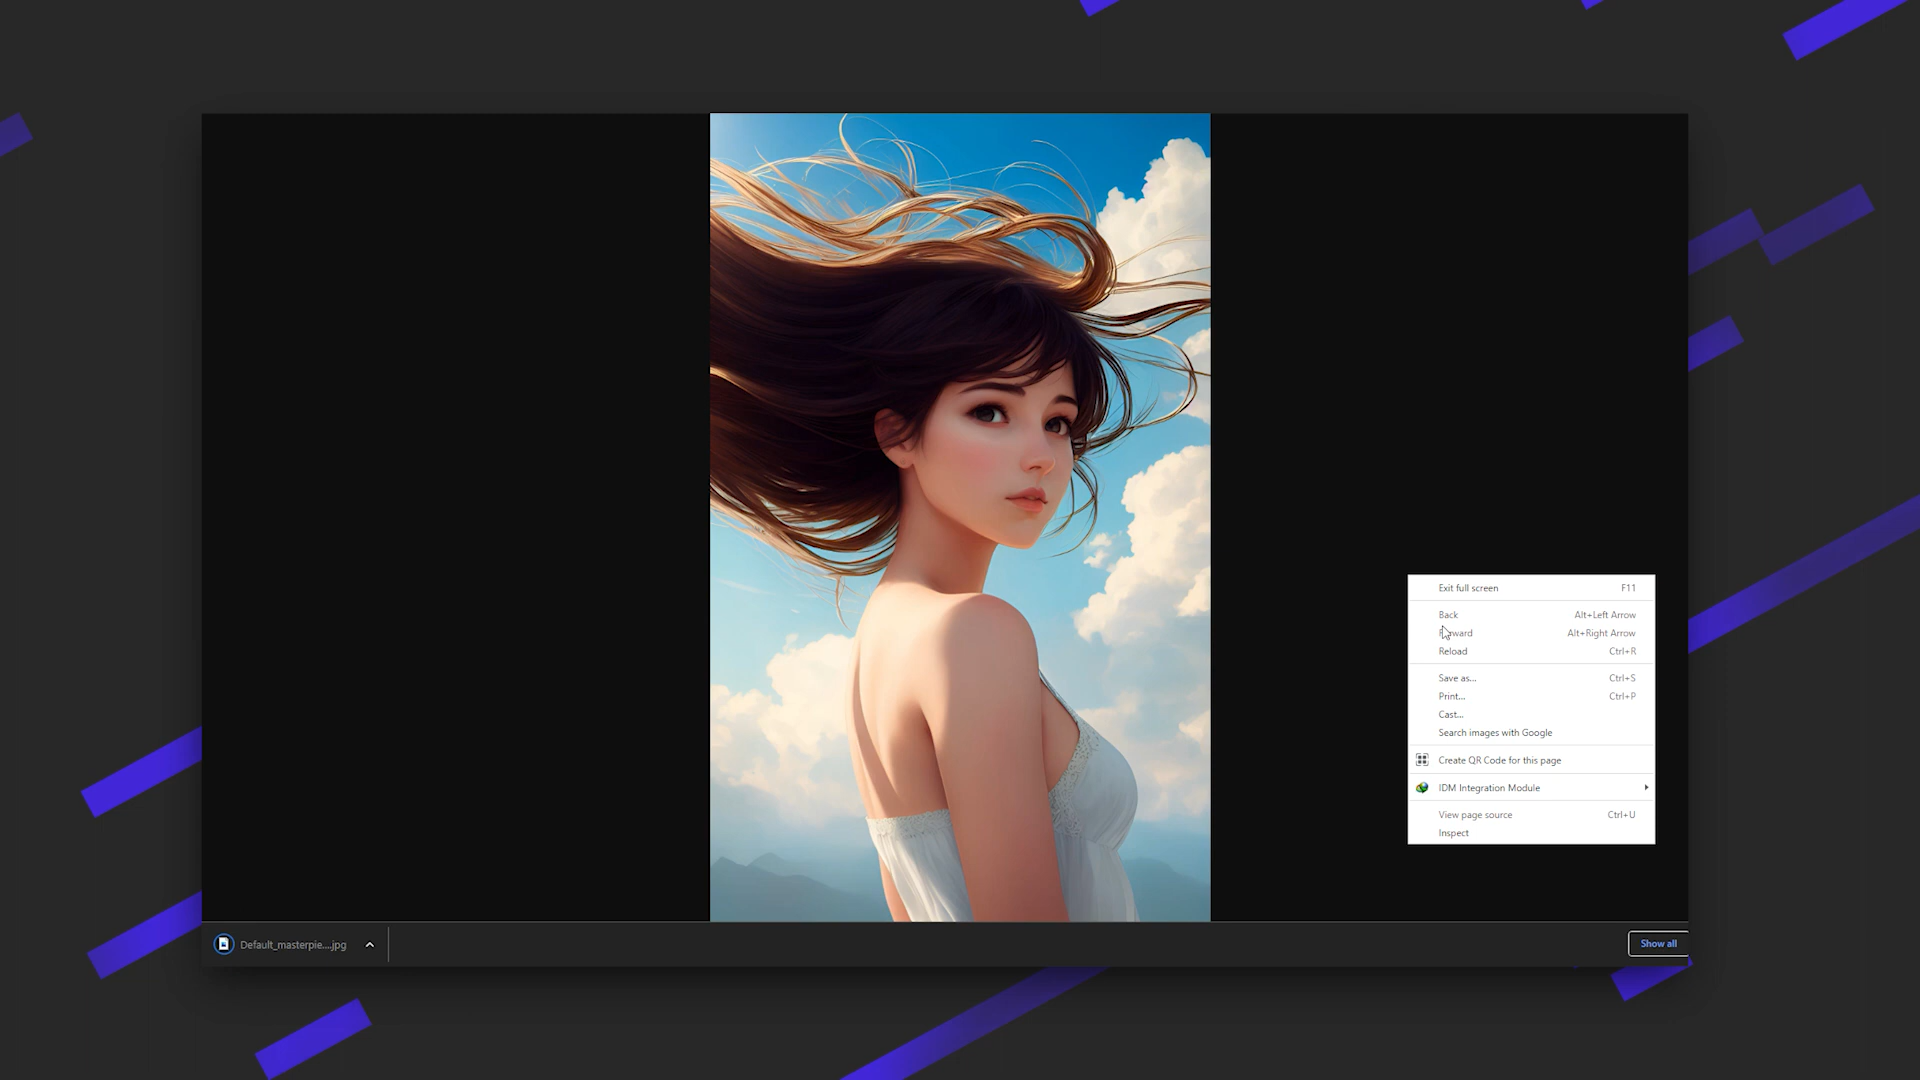 Exit full screen F11
Back Alt+Left Arrow
Forward Alt+Right Arrow
Reload Ctrl+R
Save as... Ctrl+S
Print... Ctrl+P
Cast...
Search images with Google
Create QR Code for this page
IDM Integration Module
View page source Ctrl+U
Inspect
Default_masterpie....jpg
Show all